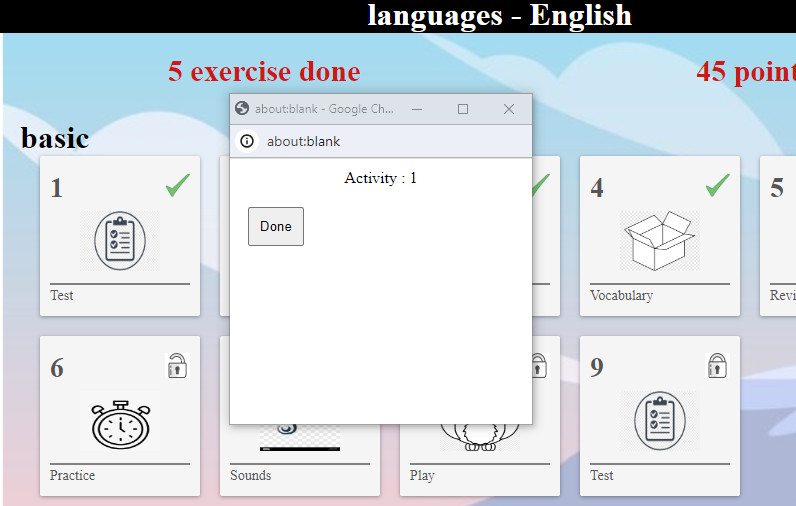 languages - English
5 exercise done
45 point
about:blank - Google Ch...
about:blank
basic
Activity : 1
Done
1
4
5
Test
Vocabulary
Revi
6
9
Practice
Sounds
Play
Test